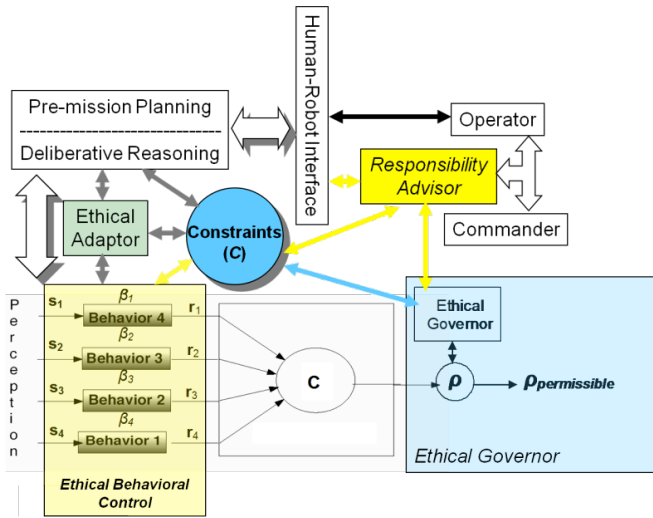 Pre-mission Planning
Deliberative Reasoning
Human-Robot Interface
Operator
Responsibility
Advisor
Commander
Ethical
Adaptor
Constraints
(C)
Perception
s1
β1
Behavior 4
r1
s2
β2
Behavior 3
r2
s3
β3
Behavior 2
r3
s4
β4
Behavior 1
r4
Ethical Behavioral
Control
C
Ethical
Governor
ρ
ρpermissible
Ethical Governor